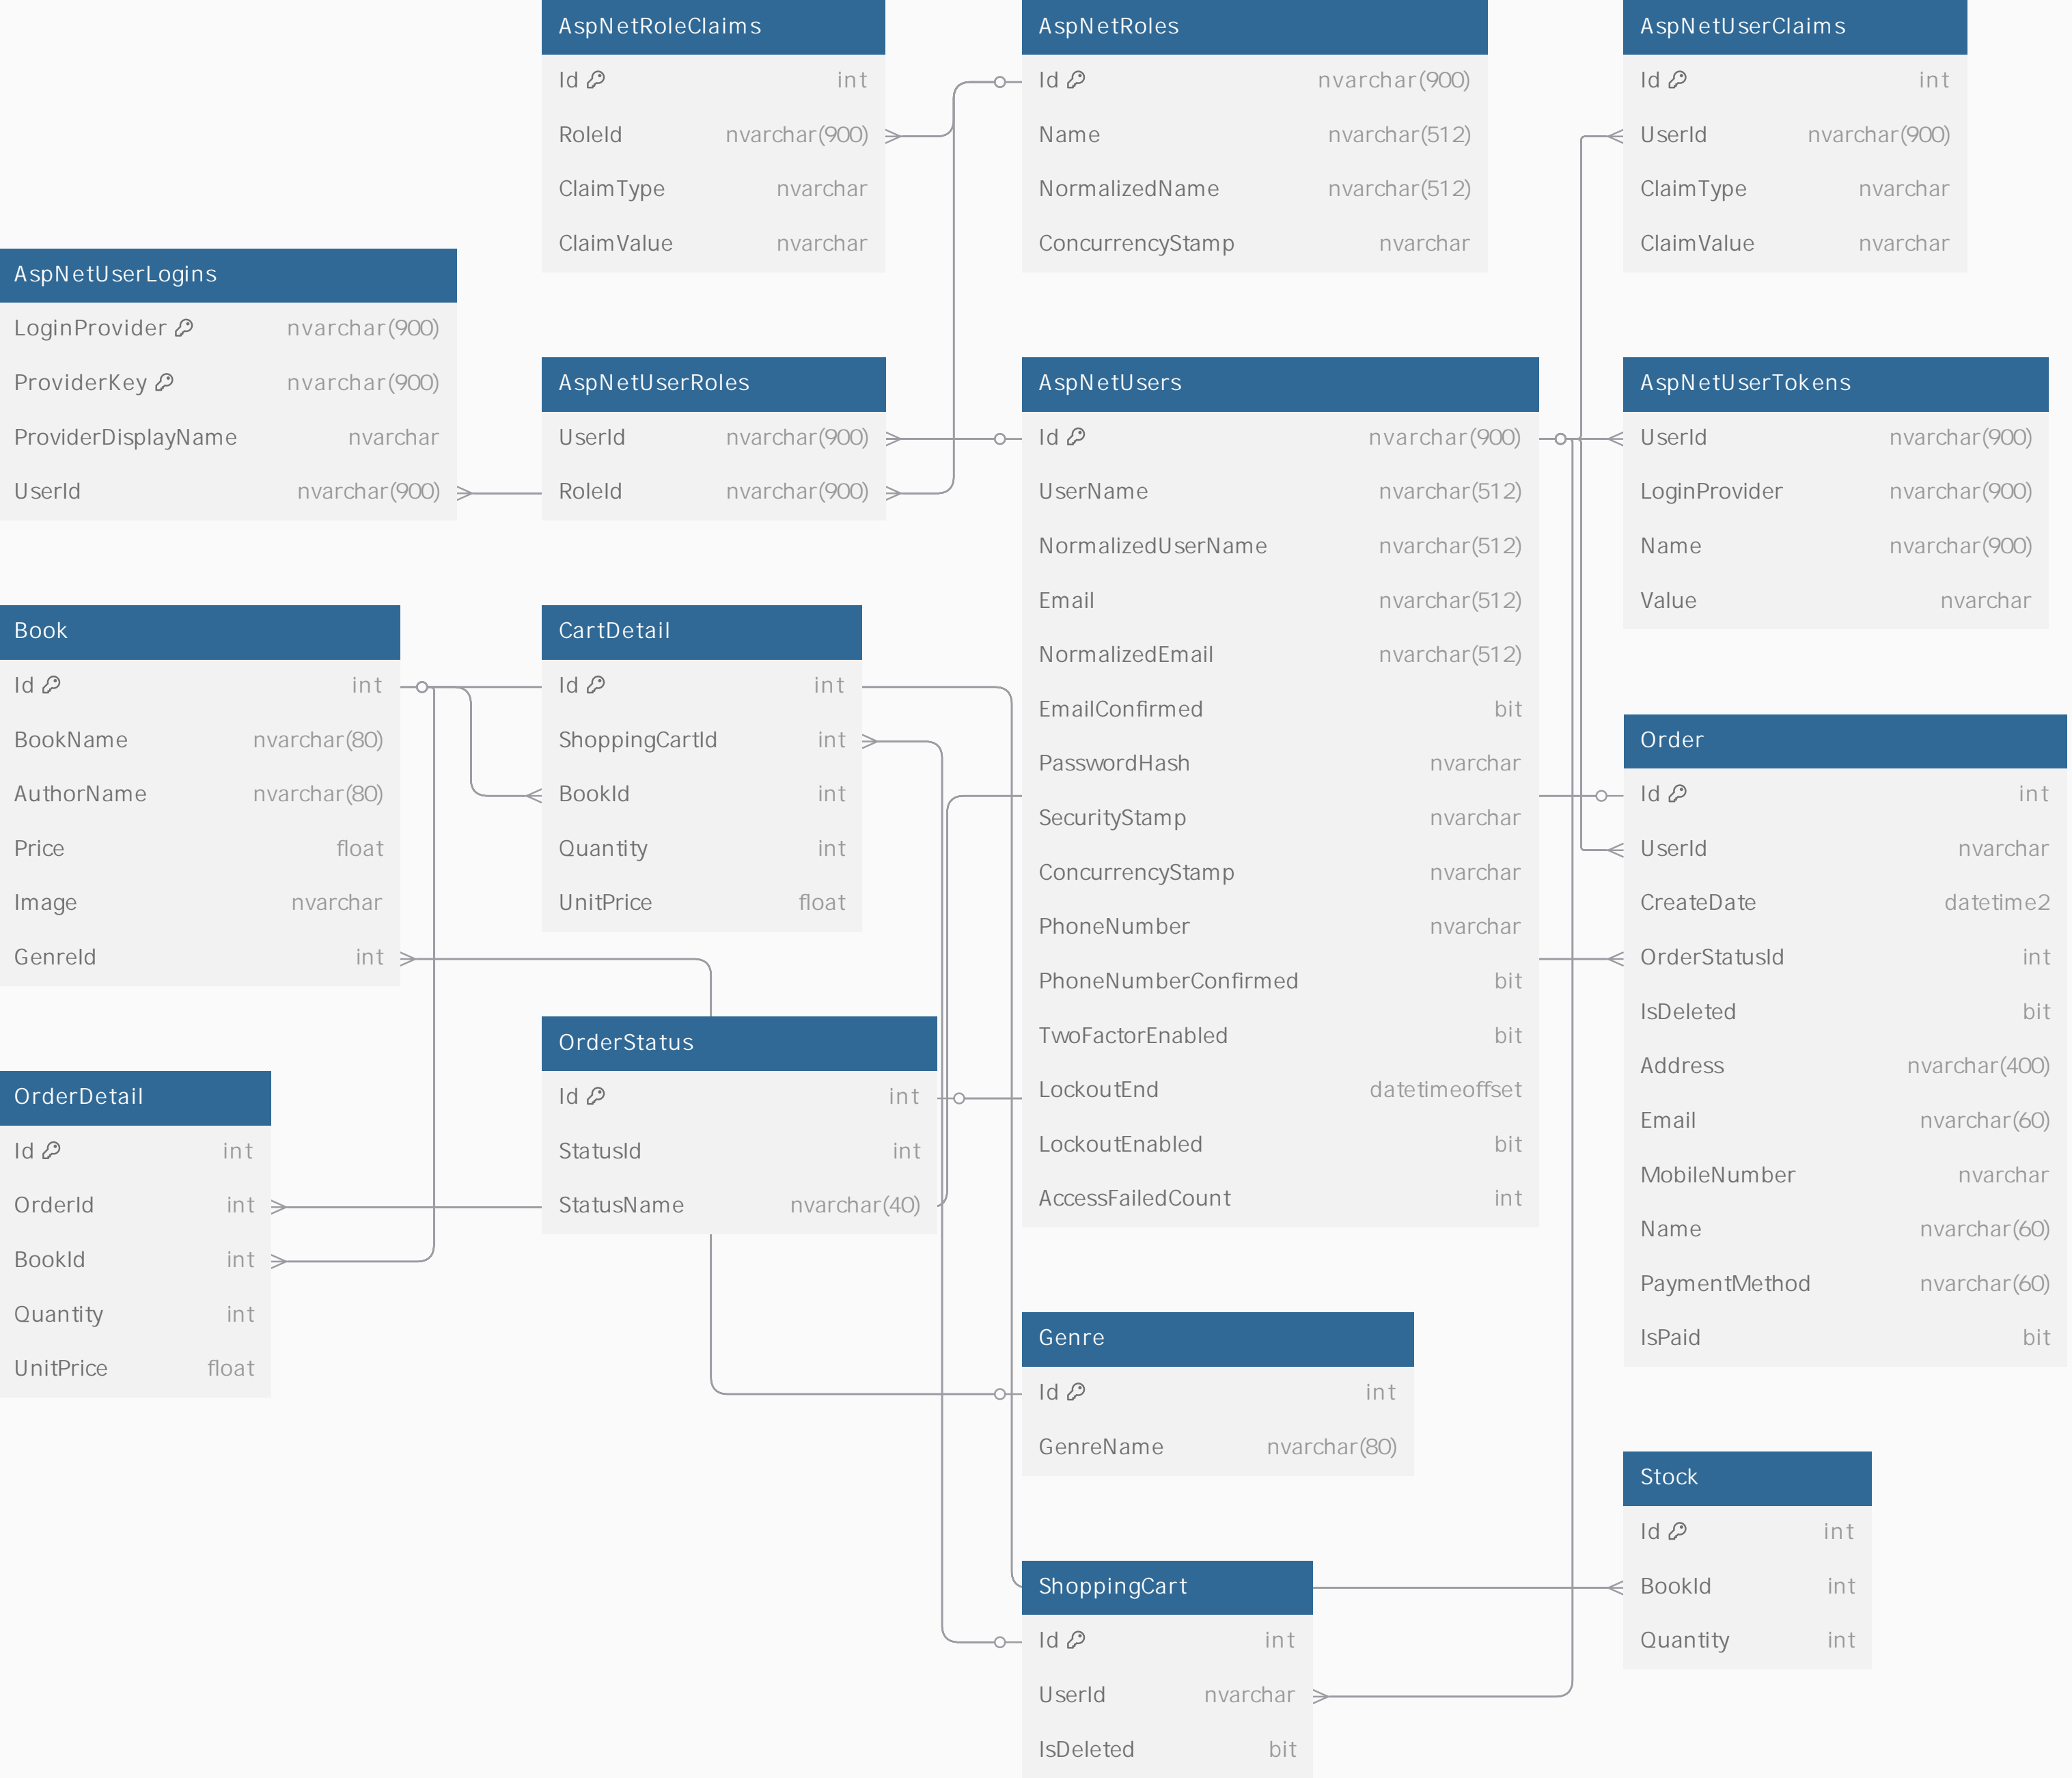 AspNetRoleClaims
Id int
RoleId nvarchar(900)
ClaimType nvarchar
ClaimValue nvarchar
AspNetRoles
Id nvarchar(900)
Name nvarchar(512)
NormalizedName nvarchar(512)
ConcurrencyStamp nvarchar
AspNetUserClaims
Id int
UserId nvarchar(900)
ClaimType nvarchar
ClaimValue nvarchar
AspNetUserLogins
LoginProvider nvarchar(900)
ProviderKey nvarchar(900)
ProviderDisplayName nvarchar
UserId nvarchar(900)
AspNetUserRoles
UserId nvarchar(900)
RoleId nvarchar(900)
AspNetUsers
Id nvarchar(900)
UserName nvarchar(512)
NormalizedUserName nvarchar(512)
Email nvarchar(512)
NormalizedEmail nvarchar(512)
EmailConfirmed bit
PasswordHash nvarchar
SecurityStamp nvarchar
ConcurrencyStamp nvarchar
PhoneNumber nvarchar
PhoneNumberConfirmed bit
TwoFactorEnabled bit
LockoutEnd datetimeoffset
LockoutEnabled bit
AccessFailedCount int
AspNetUserTokens
UserId nvarchar(900)
LoginProvider nvarchar(900)
Name nvarchar(900)
Value nvarchar
Book
Id int
BookName nvarchar(80)
AuthorName nvarchar(80)
Price float
Image nvarchar
GenreId int
CartDetail
Id int
ShoppingCartId int
BookId int
Quantity int
UnitPrice float
Order
Id int
UserId nvarchar
CreateDate datetime2
OrderStatusId int
IsDeleted bit
Address nvarchar(400)
Email nvarchar(60)
MobileNumber nvarchar
Name nvarchar(60)
PaymentMethod nvarchar(60)
IsPaid bit
OrderDetail
Id int
OrderId int
BookId int
Quantity int
UnitPrice float
OrderStatus
Id int
StatusId int
StatusName nvarchar(40)
Genre
Id int
GenreName nvarchar(80)
Stock
Id int
BookId int
Quantity int
ShoppingCart
Id int
UserId nvarchar
IsDeleted bit